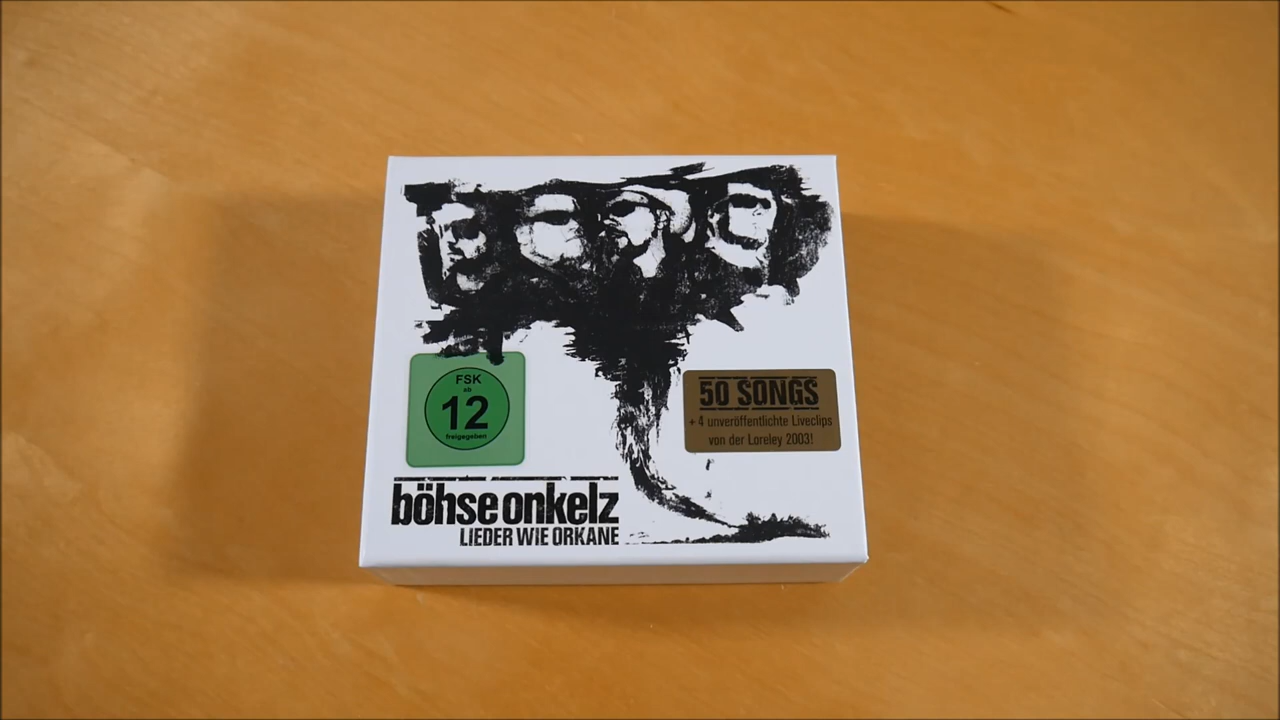 FSK
ab
12
freigegeben
50 SONGS
+ 4 unveröffentlichte Liveclips
von der Loreley 2003!
böhse onkelz
LIEDER WIE ORKANE